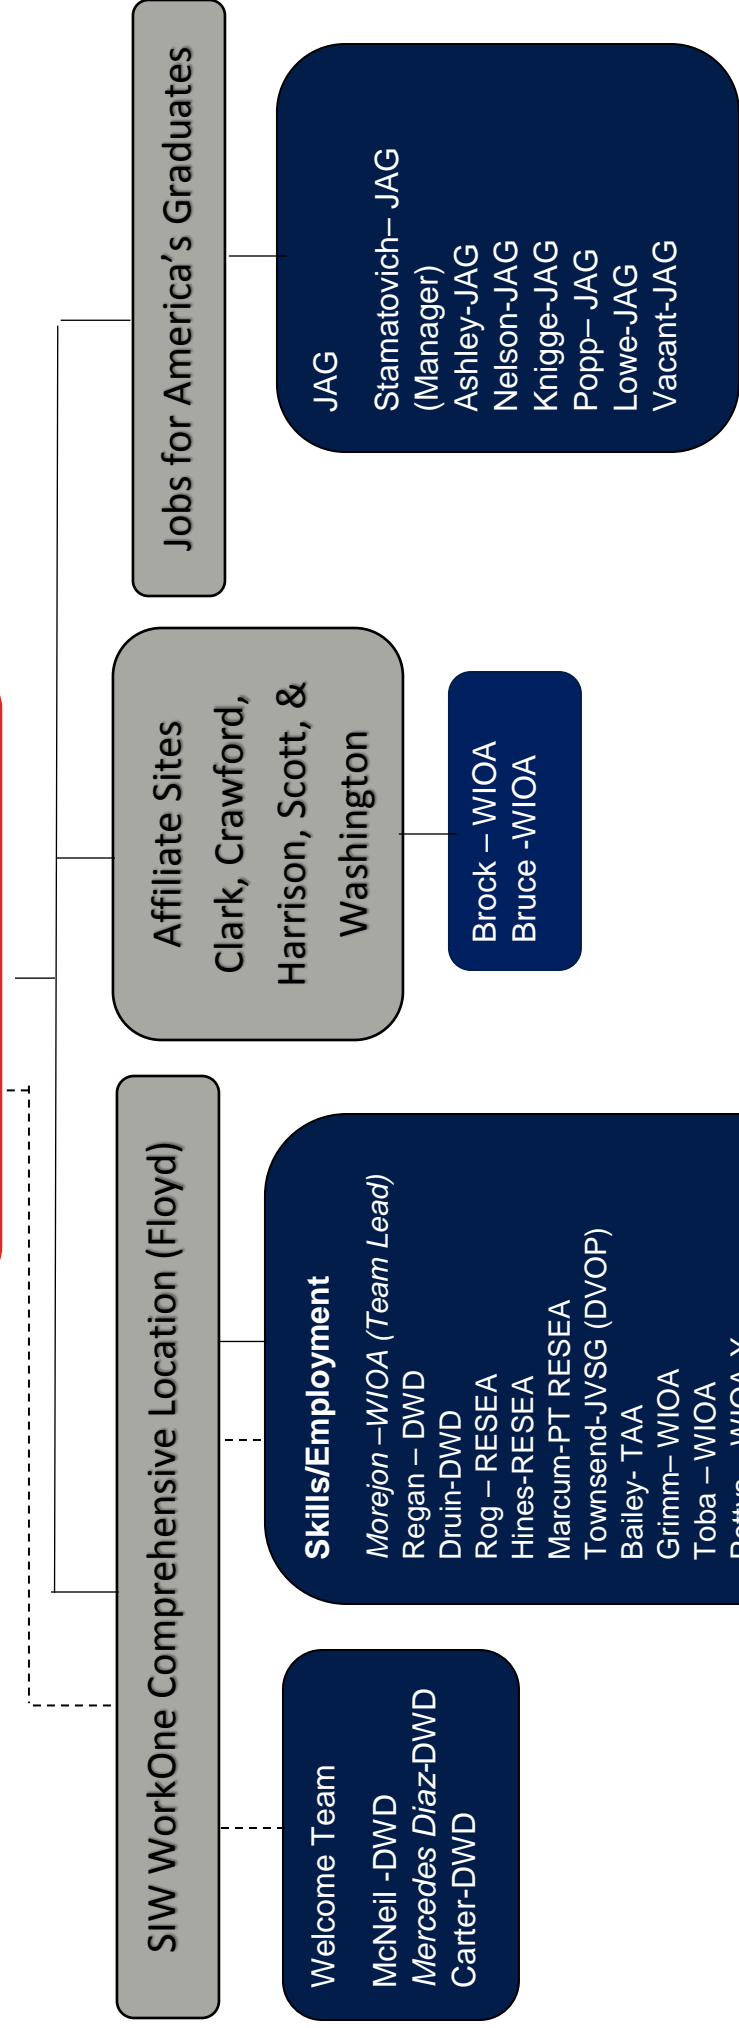 SIW WorkOne Comprehensive Location (Floyd)
Welcome Team
McNeil -DWD
Mercedes Diaz-DWD
Carter-DWD
Skills/Employment
Morejon –WIOA (Team Lead)
Regan – DWD
Druin-DWD
Rog – RESEA
Hines-RESEA
Marcum-PT RESEA
Townsend-JVSG (DVOP)
Bailey- TAA
Grimm– WIOA
Toba – WIOA
Affiliate Sites
Clark, Crawford,
Harrison, Scott, &
Washington
Brock – WIOA
Bruce -WIOA
Jobs for America’s Graduates
JAG
Stamatovich– JAG
(Manager)
Ashley-JAG
Nelson-JAG
Knigge-JAG
Popp– JAG
Lowe-JAG
Vacant-JAG